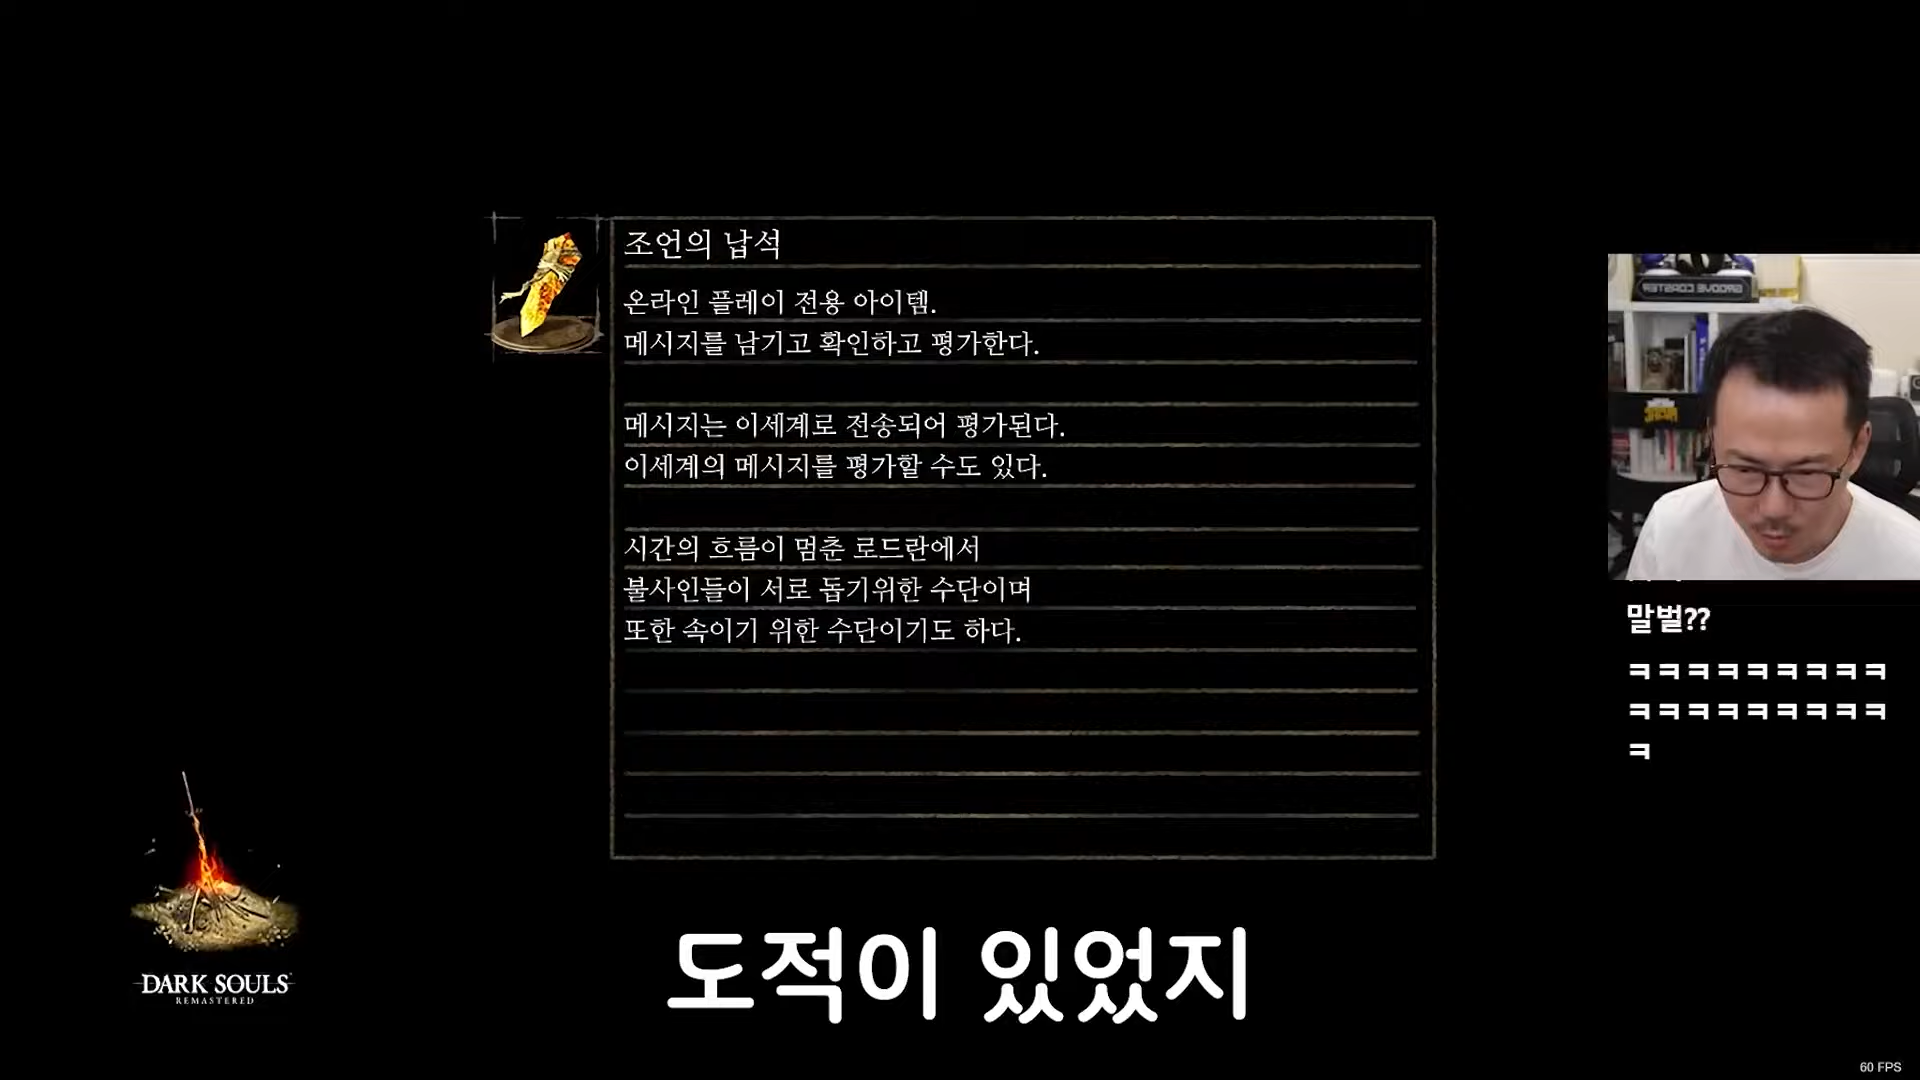 조언의 납석
온라인 플레이 전용 아이템.
메시지를 남기고 확인하고 평가한다.
메시지는 이세계로 전송되어 평가된다.
이세계의 메시지를 평가할 수도 있다.
시간의 흐름이 멈춘 로드란에서
불사인들이 서로 돕기위한 수단이며
또한 속이기 위한 수단이기도 하다.
말벌??
ㅋㅋㅋㅋㅋㅋㅋㅋㅋ
ㅋㅋㅋㅋㅋㅋㅋㅋㅋ
ㅋ
DARK SOULS
REMASTERED
도적이 있었지
60 FPS